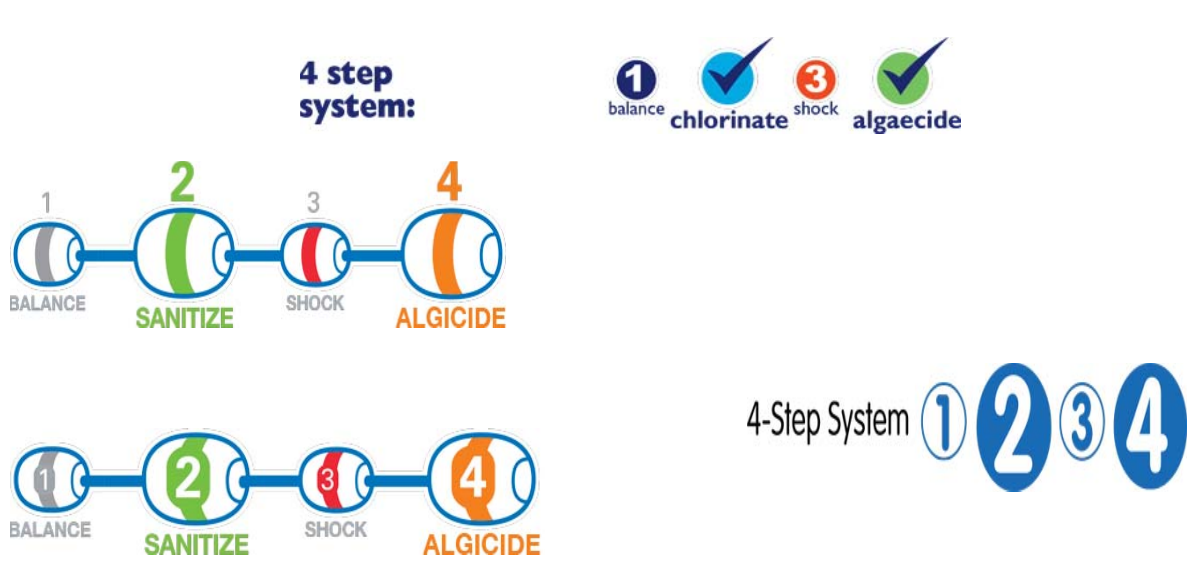 4 step
system:
1 3
balance chlorinate shock algaecide
1 2 3 4
BALANCE SANITIZE SHOCK ALGICIDE
4-Step System 1 2 3 4
1 2 3 4
BALANCE SANITIZE SHOCK ALGICIDE